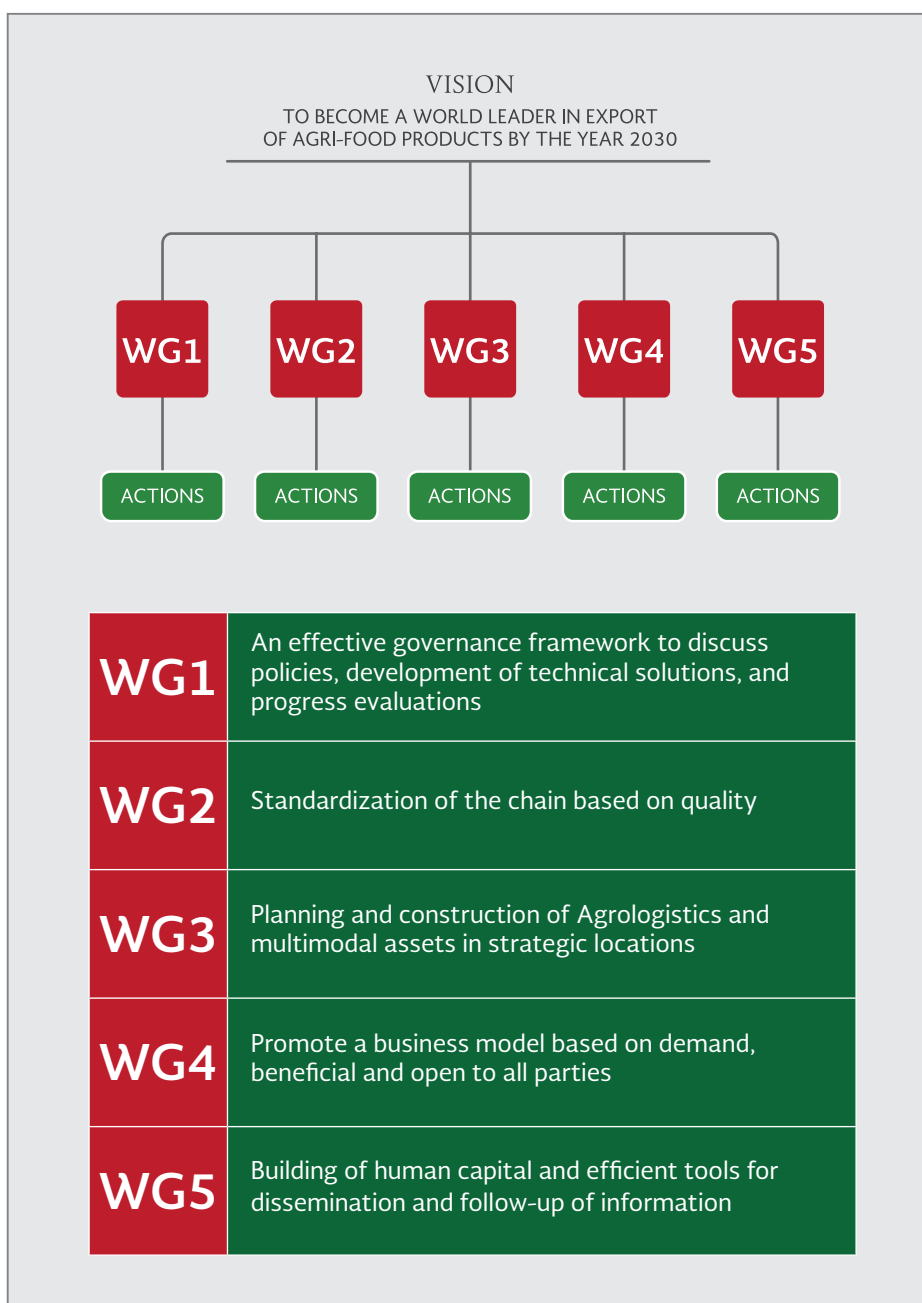 VISION
TO BECOME A WORLD LEADER IN EXPORT
OF AGRI-FOOD PRODUCTS BY THE YEAR 2030
WG1
WG2
WG3
WG4
WG5
ACTIONS
ACTIONS
ACTIONS
ACTIONS
ACTIONS
WG1
An effective governance framework to discuss
policies, development of technical solutions, and
progress evaluations
WG2
Standardization of the chain based on quality
WG3
Planning and construction of Agrologistics and
multimodal assets in strategic locations
WG4
Promote a business model based on demand,
beneficial and open to all parties
WG5
Building of human capital and efficient tools for
dissemination and follow-up of information